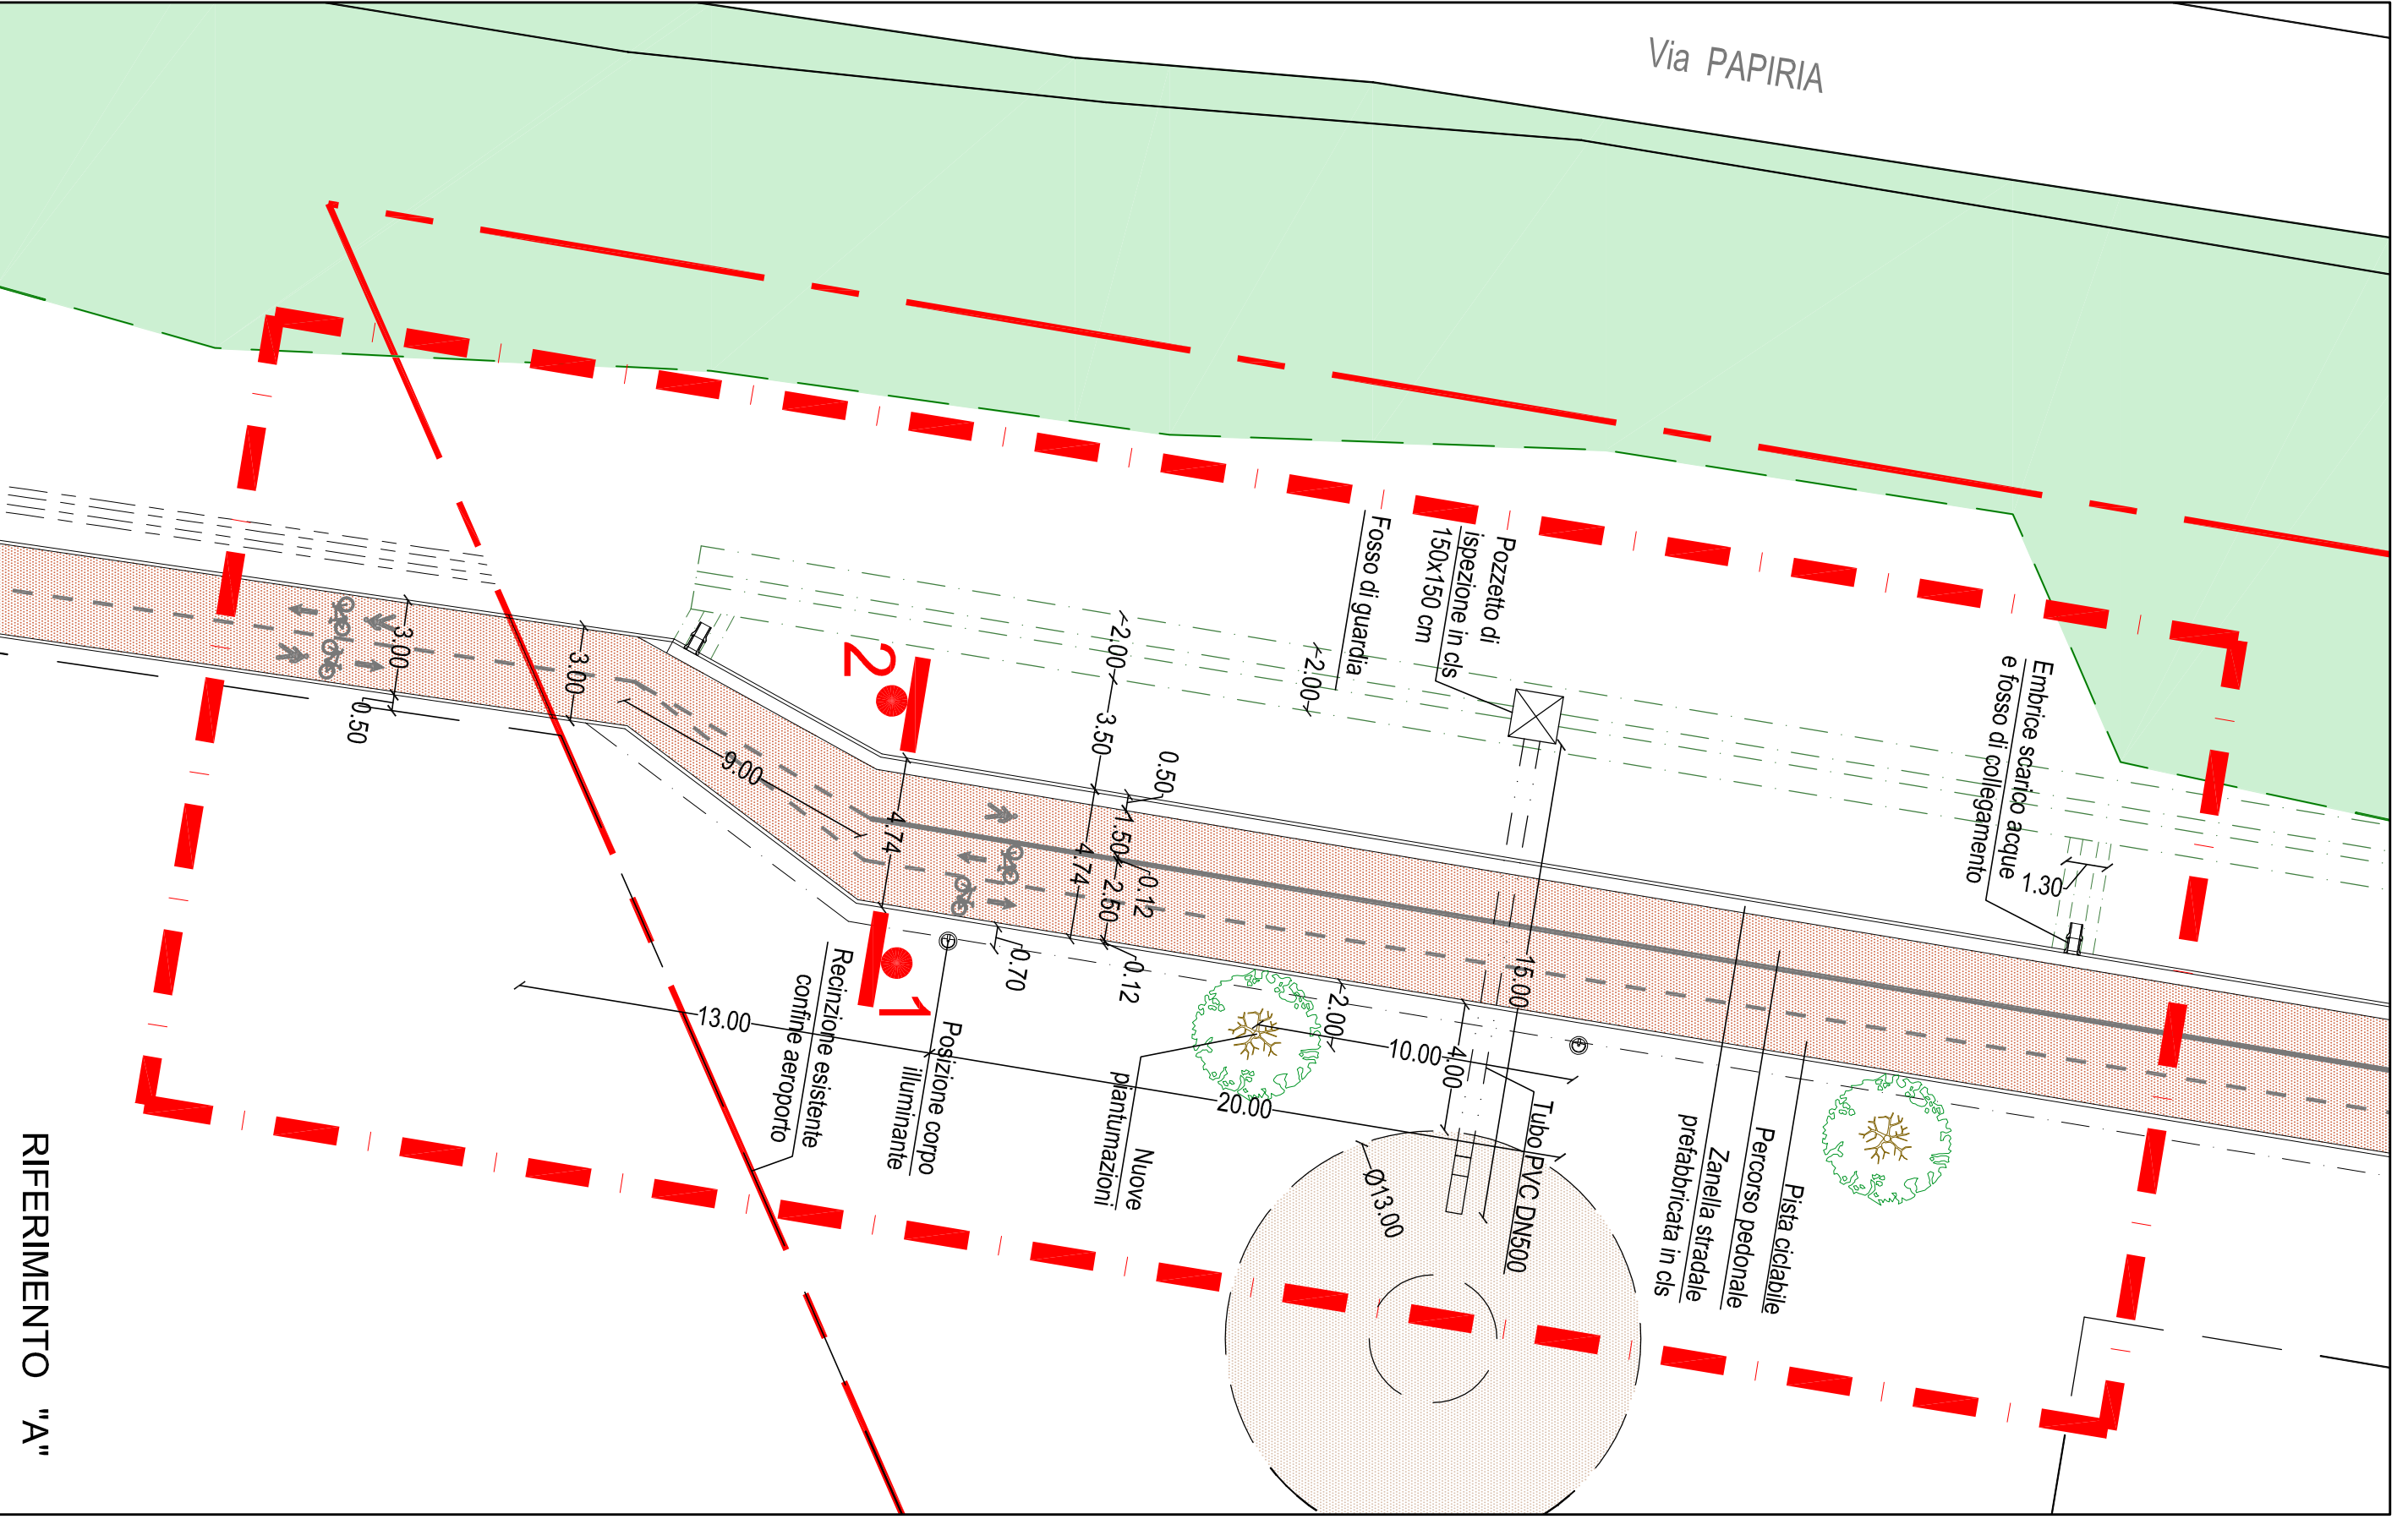 Via PAPIRIA
Fosso di guardia
Pozzetto di
ispezione in cls
150x150 cm
Embrice scarico acque
e fosso di collegamento
1.30
2.00
2.00
3.50
0.50
1.50
0.12
2.50
4.74
0.12
4.74
0.70
3.00
3.00
0.50
9.00
2
1
15.00
2.00
10.00
4.00
13.00
20.00
Ø13.00
Recinzione esistente
confine aeroporto
Posizione corpo
illuminante
Nuove
piantumazioni
Tubo PVC DN500
Pista ciclabile
Percorso pedonale
Zanella stradale
prefabbricata in cls
RIFERIMENTO "A"